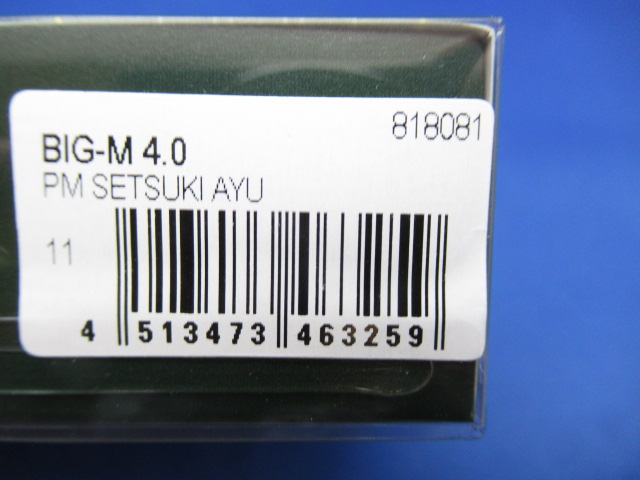 818081
BIG-M 4.0
PM SETSUKI AYU
11
4 513473 463259